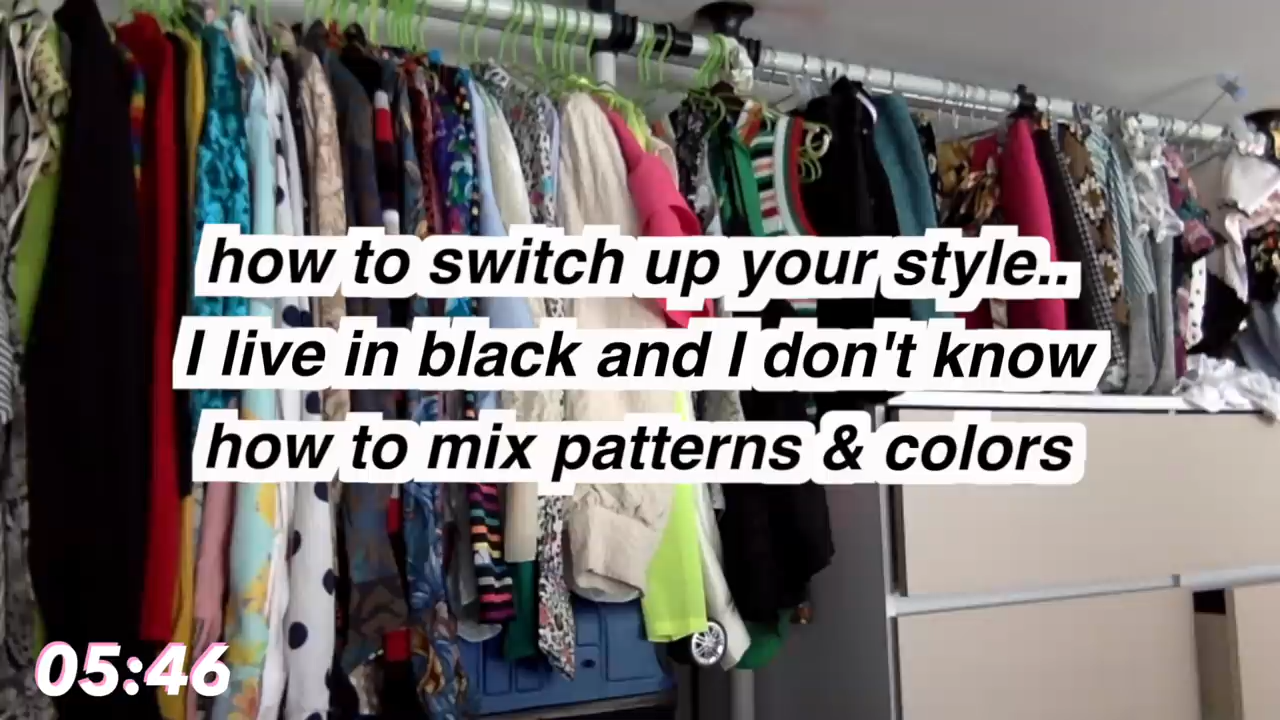 how to switch up your style..
I live in black and I don't know
how to mix patterns & colors
05:46